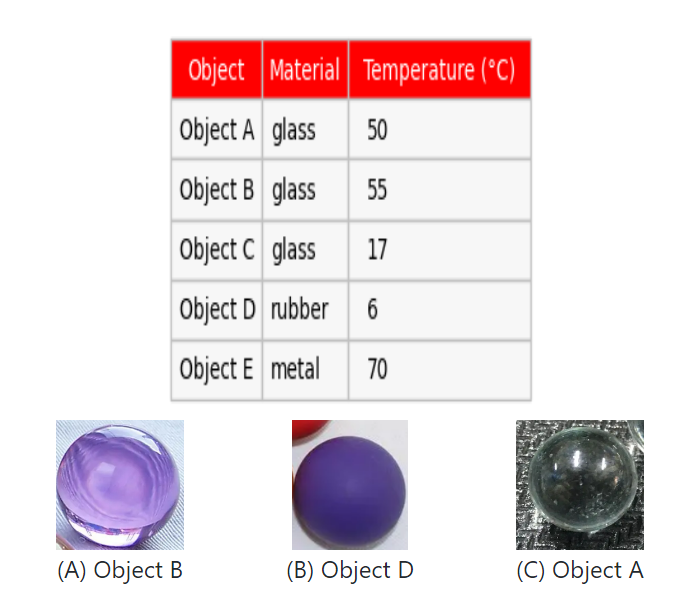 Object Material Temperature (°C)
Object A glass 50
Object B glass 55
Object C glass 17
Object D rubber 6
Object E metal 70
(A) Object B (B) Object D (C) Object A